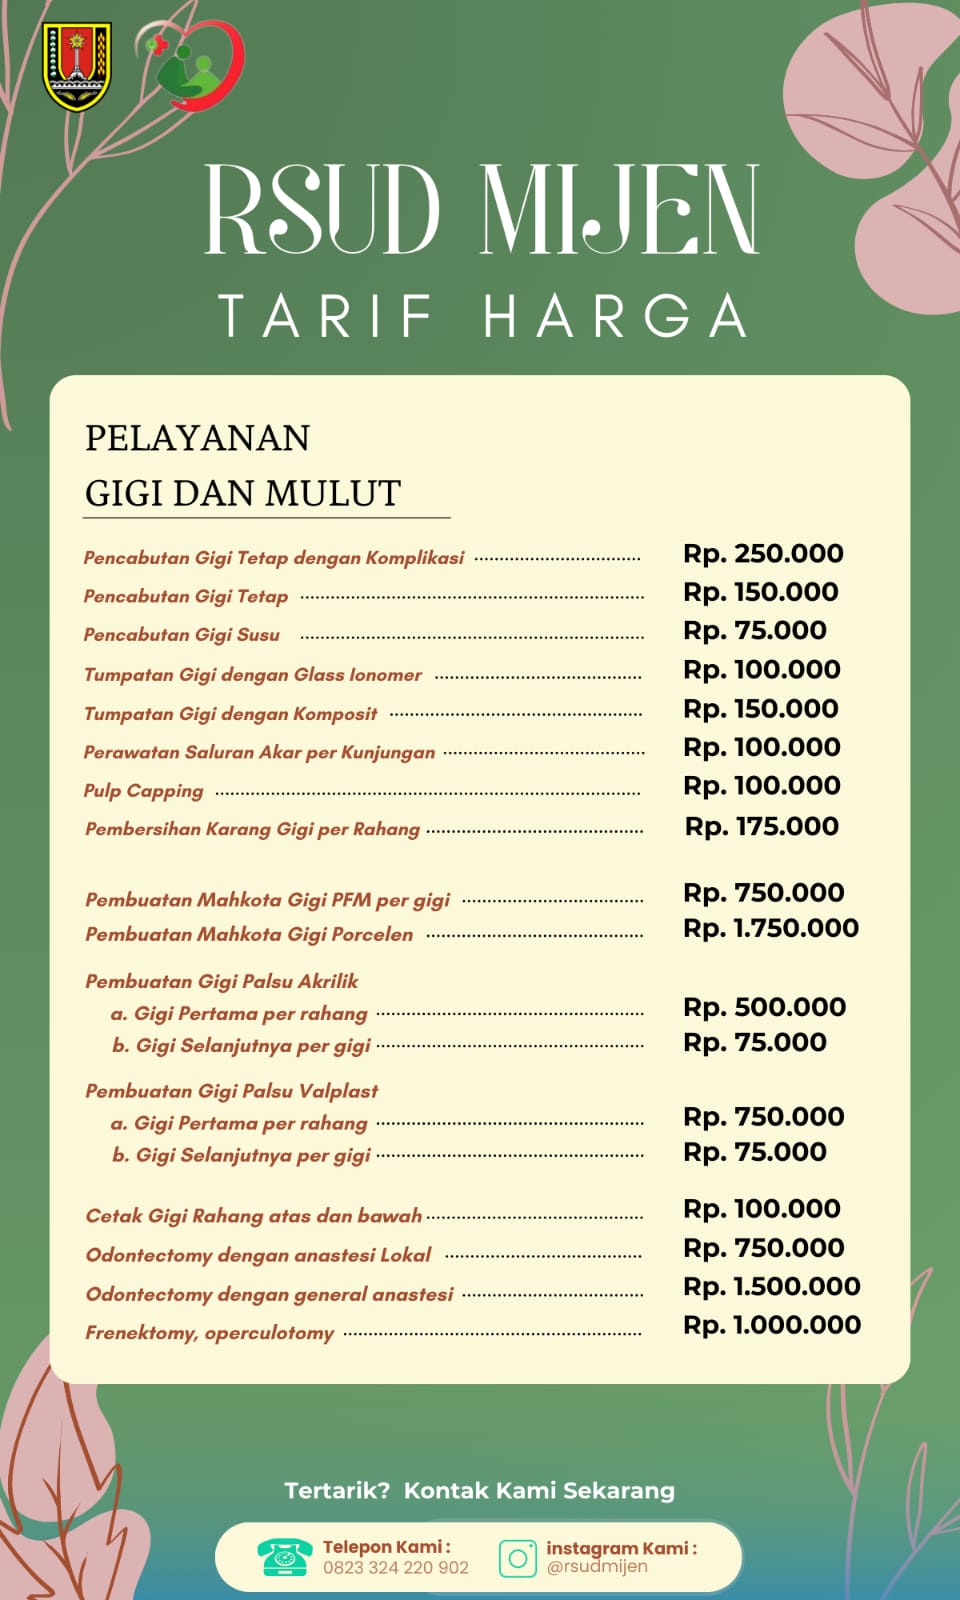 RSUD MIJEN
TARIF HARGA
PELAYANAN
GIGI DAN MULUT
Pencabutan Gigi Tetap dengan Komplikasi Rp. 250.000
Pencabutan Gigi Tetap Rp. 150.000
Pencabutan Gigi Susu Rp. 75.000
Tumpatan Gigi dengan Glass Ionomer Rp. 100.000
Tumpatan Gigi dengan Komposit Rp. 150.000
Perawatan Saluran Akar per Kunjungan Rp. 100.000
Pulp Capping Rp. 100.000
Pembersihan Karang Gigi per Rahang Rp. 175.000
Pembuatan Mahkota Gigi PFM per gigi Rp. 750.000
Pembuatan Mahkota Gigi Porcelen Rp. 1.750.000
Pembuatan Gigi Palsu Akrilik
a. Gigi Pertama per rahang Rp. 500.000
b. Gigi Selanjutnya per gigi Rp. 75.000
Pembuatan Gigi Palsu Valplast
a. Gigi Pertama per rahang Rp. 750.000
b. Gigi Selanjutnya per gigi Rp. 75.000
Cetak Gigi Rahang atas dan bawah Rp. 100.000
Odontectomy dengan anastesi Lokal Rp. 750.000
Odontectomy dengan general anastesi Rp. 1.500.000
Frenektomy, operculotomy Rp. 1.000.000
Tertarik? Kontak Kami Sekarang
Telepon Kami :
0823 324 220 902
instagram Kami :
@rsudmijen